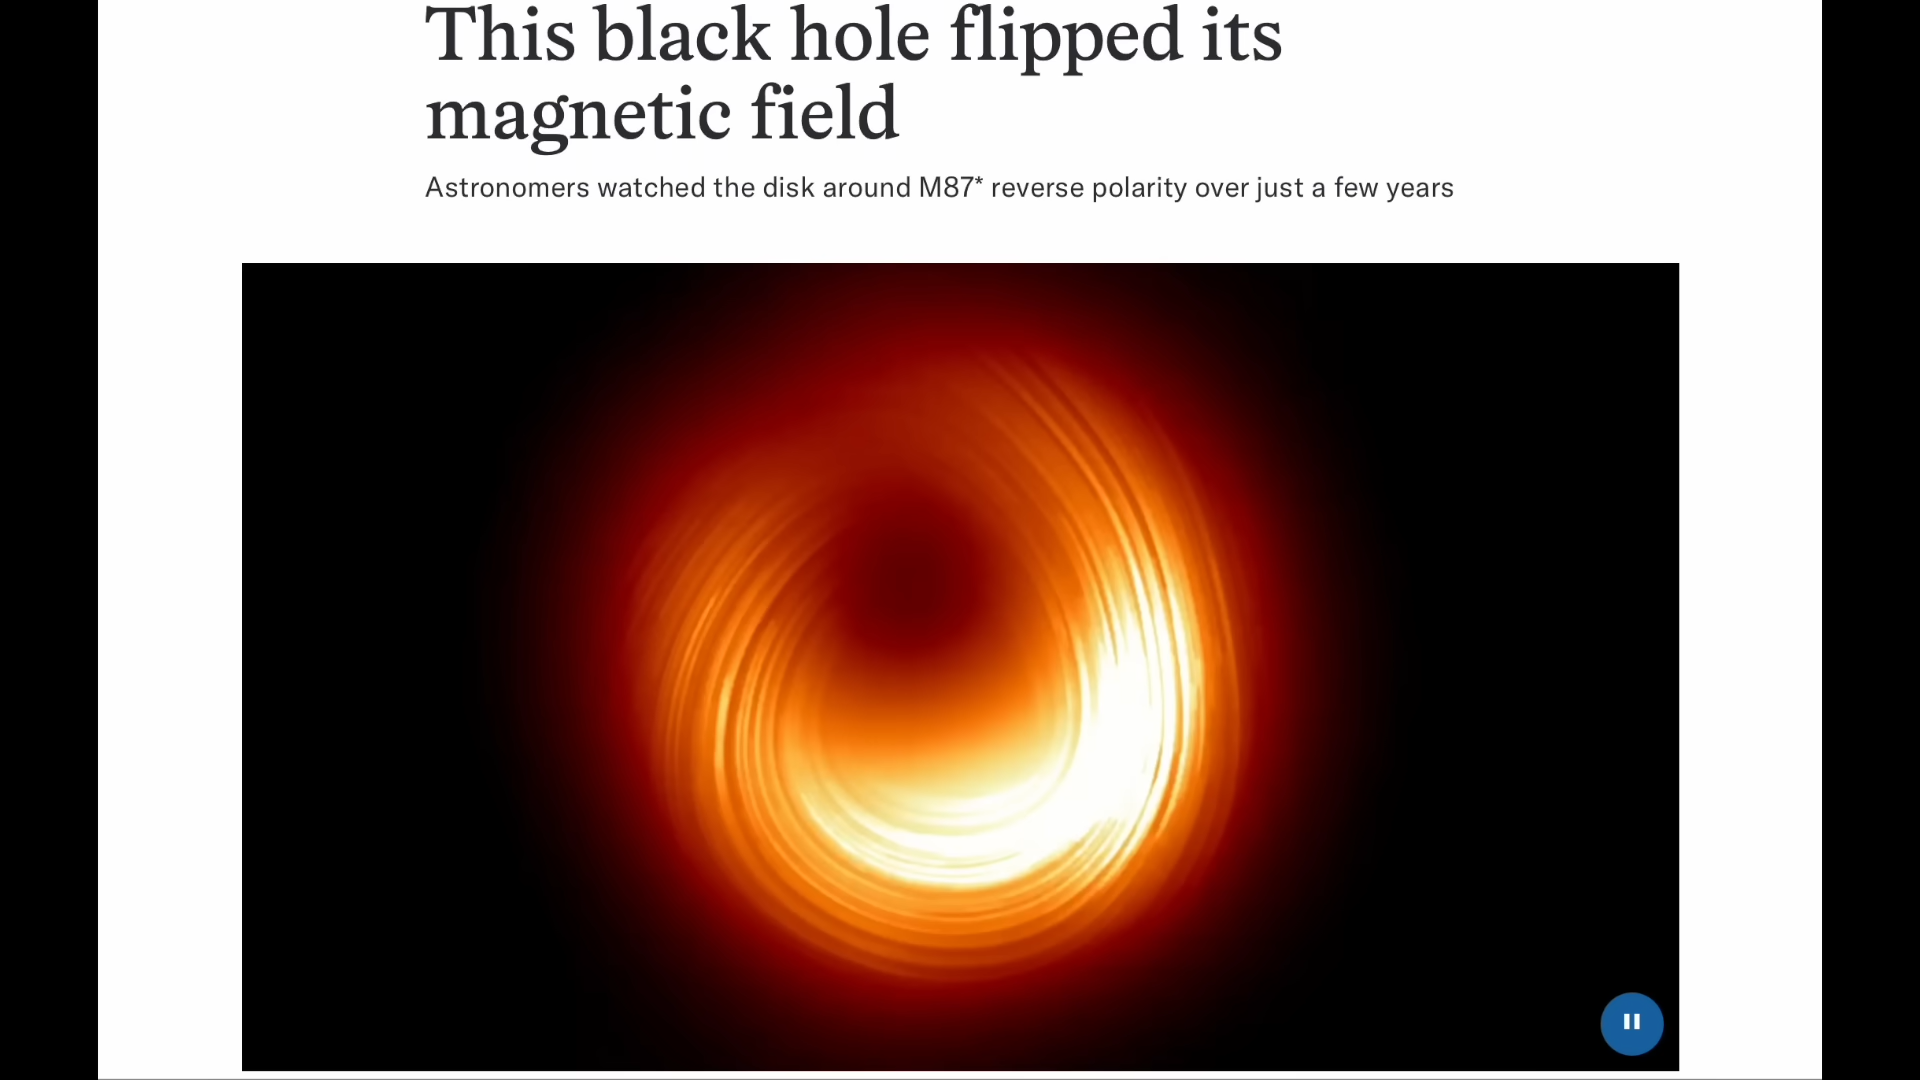 This black hole flipped its
magnetic field
Astronomers watched the disk around M87* reverse polarity over just a few years